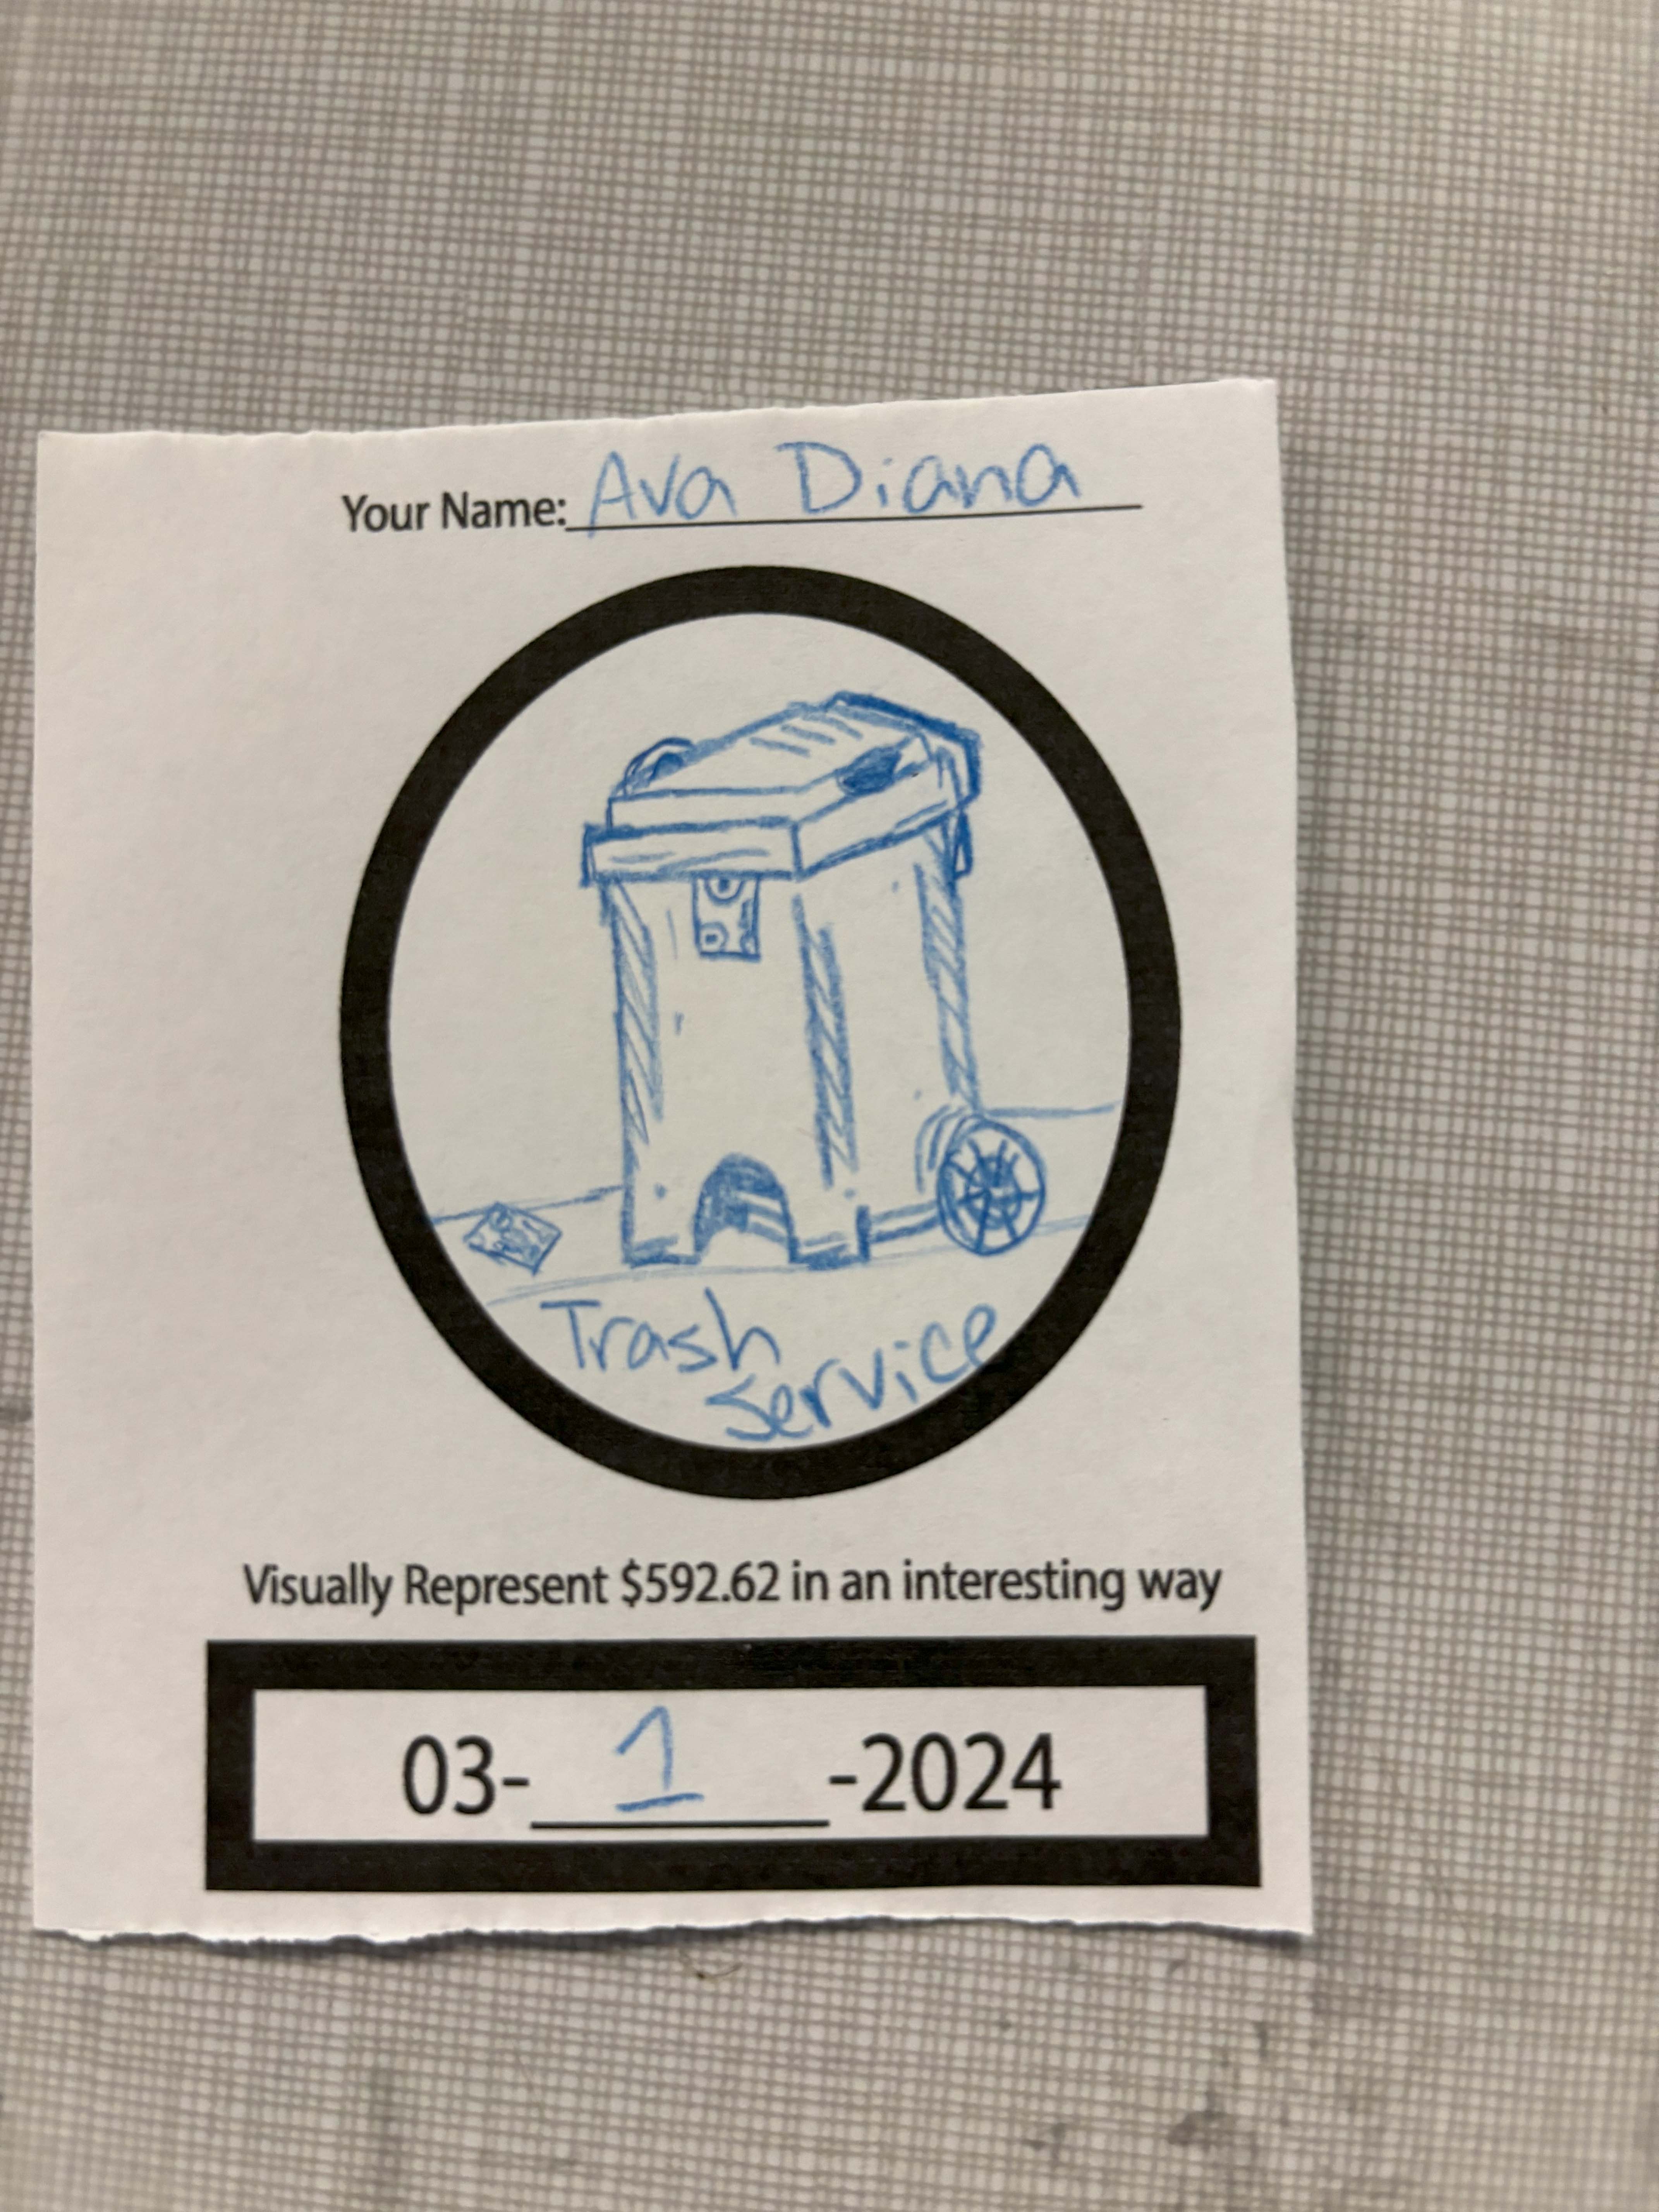 Your Name: Ava Diana
Trash
Service
Visually Represent $592.62 in an interesting way
03- 1 -2024